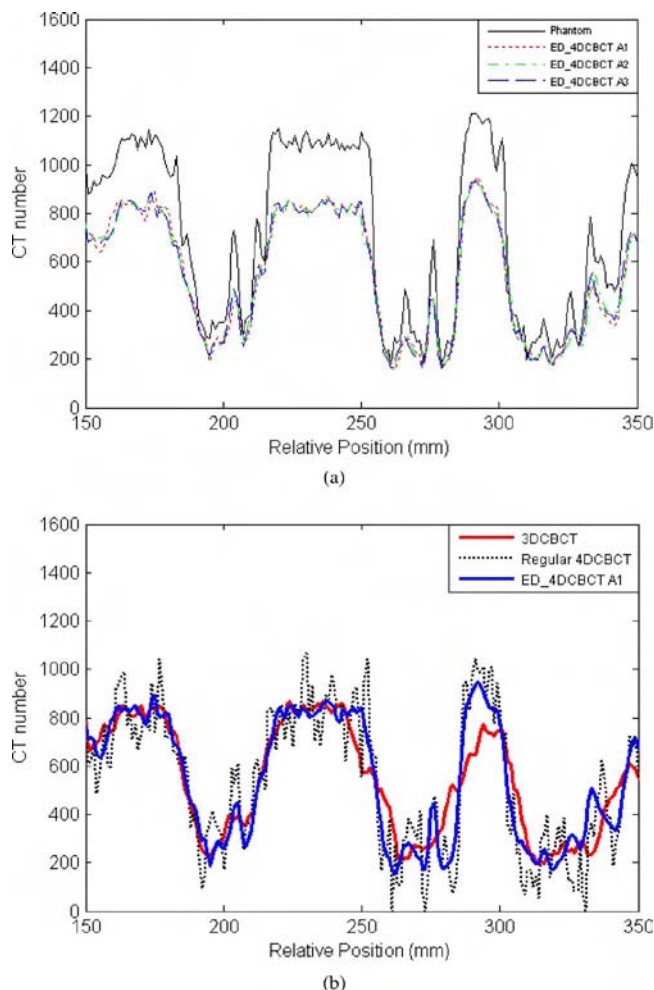 1600
1400
1200
1000
800
600
400
200
0
CT number
Phantom
ED_4DCBCT A1
ED_4DCBCT A2
ED_4DCBCT A3
150 200 250 300 350
Relative Position (mm)
(a)
1600
1400
1200
1000
800
600
400
200
0
CT number
3DCBCT
Regular 4DCBCT
ED_4DCBCT A1
150 200 250 300 350
Relative Position (mm)
(b)